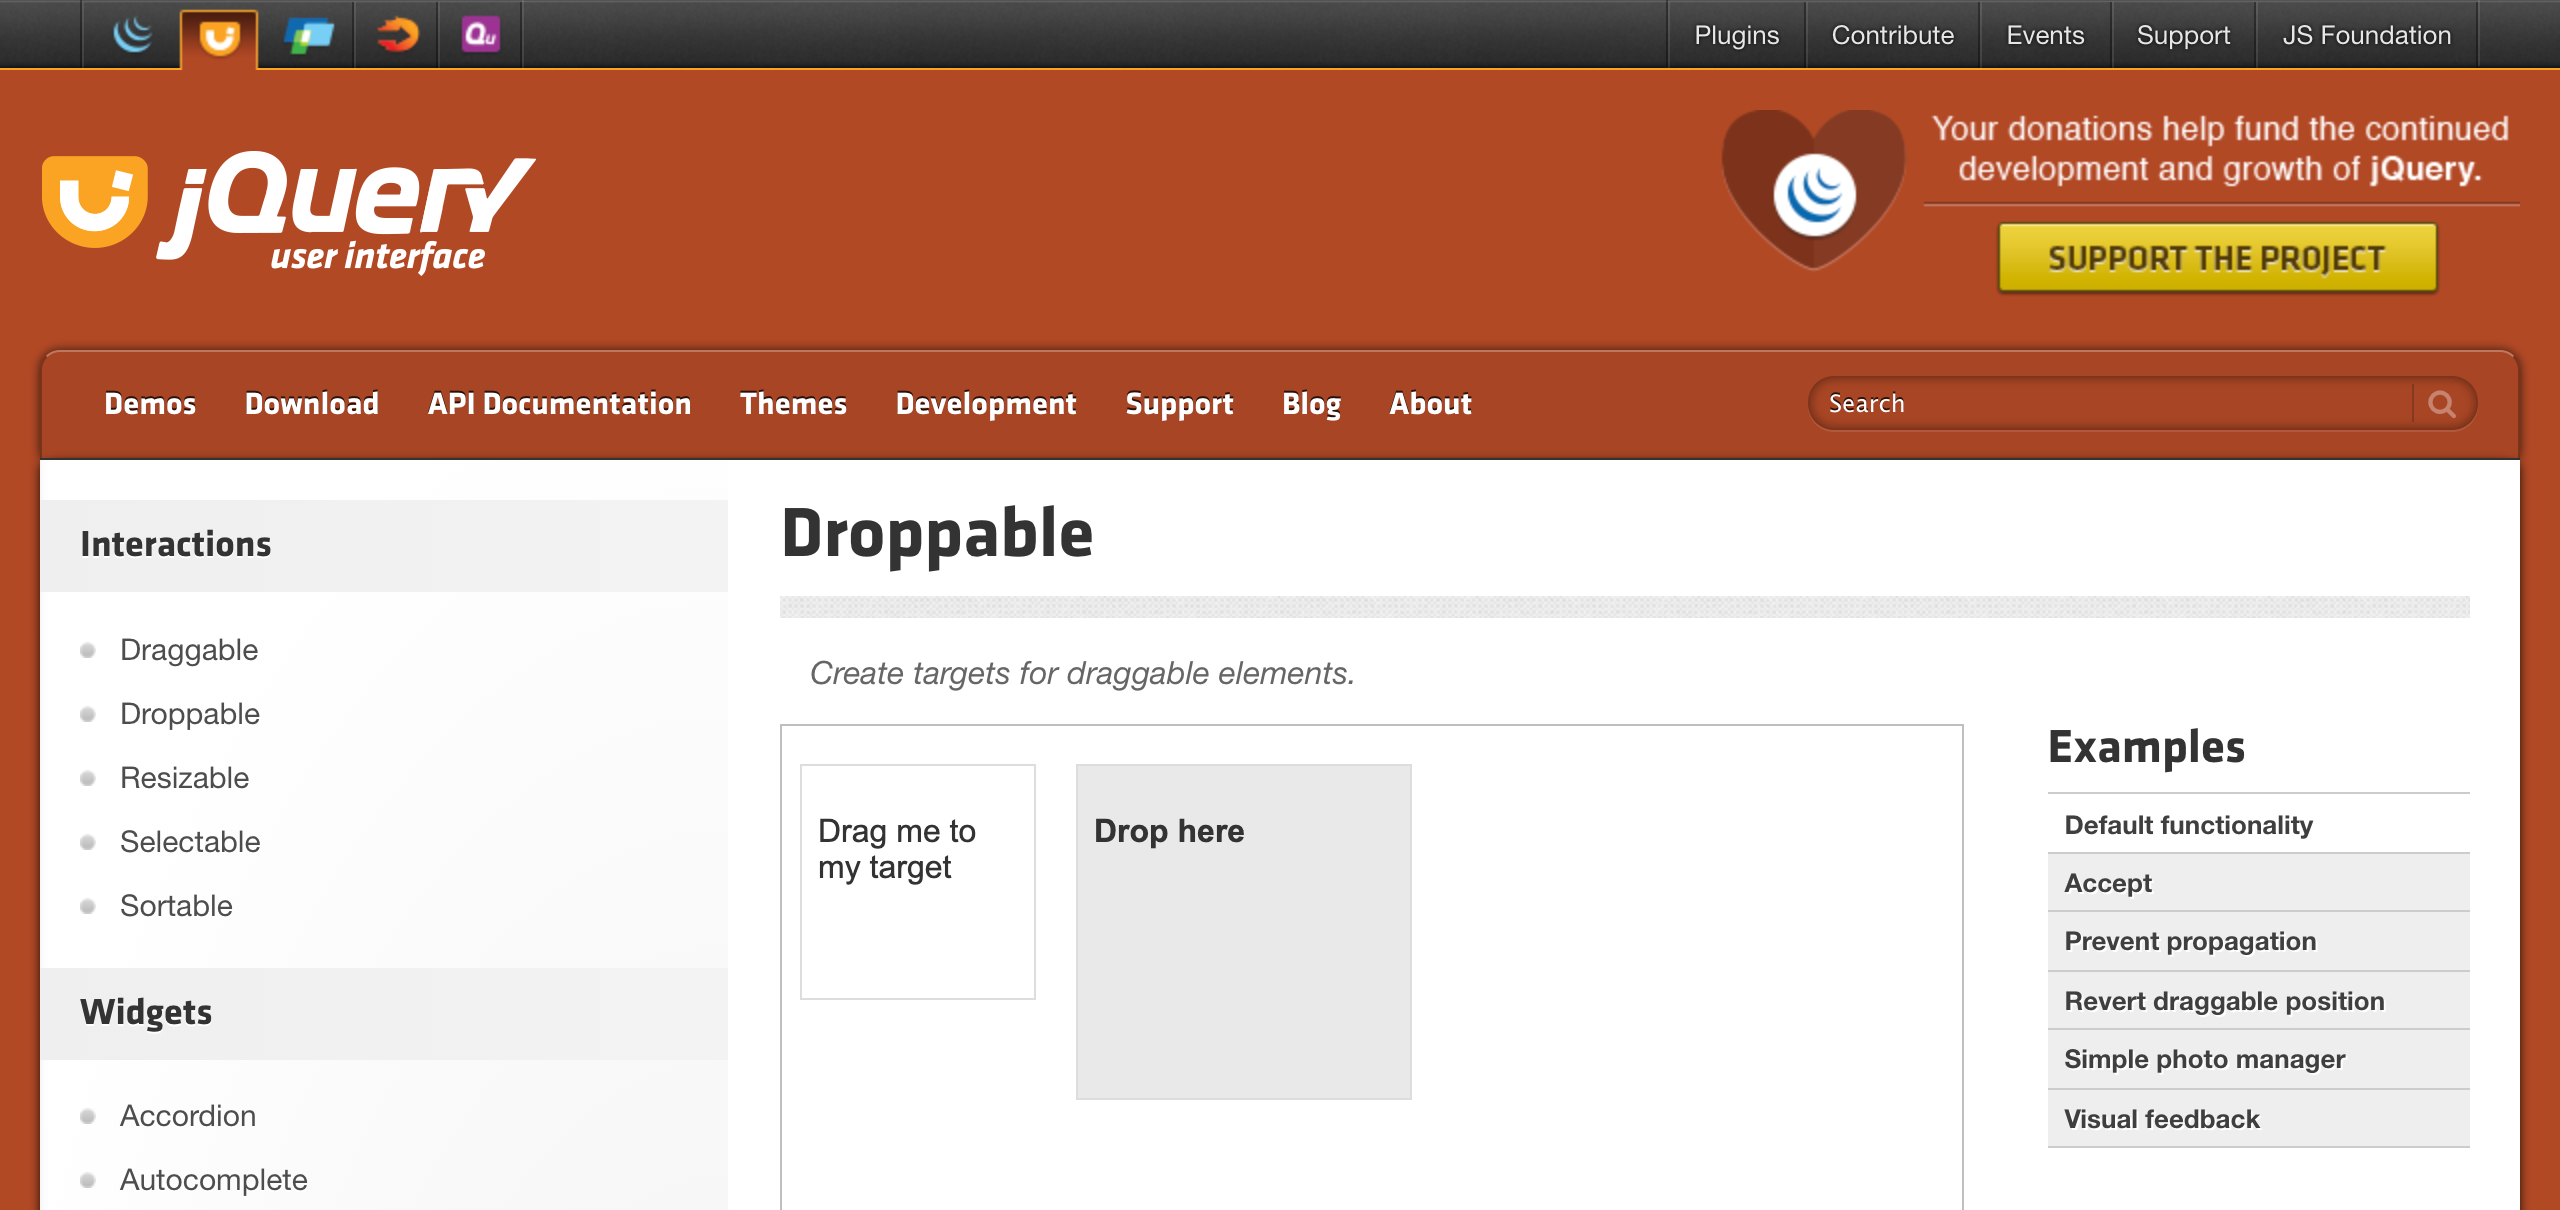 Qu
Plugins
Contribute
Events
Support
JS Foundation
jQuery
user interface
Your donations help fund the continued
development and growth of jQuery.
SUPPORT THE PROJECT
Demos
Download
API Documentation
Themes
Development
Support
Blog
About
Search
Interactions
Draggable
Droppable
Resizable
Selectable
Sortable
Widgets
Accordion
Autocomplete
Droppable
Create targets for draggable elements.
Drag me to
my target
Drop here
Examples
Default functionality
Accept
Prevent propagation
Revert draggable position
Simple photo manager
Visual feedback